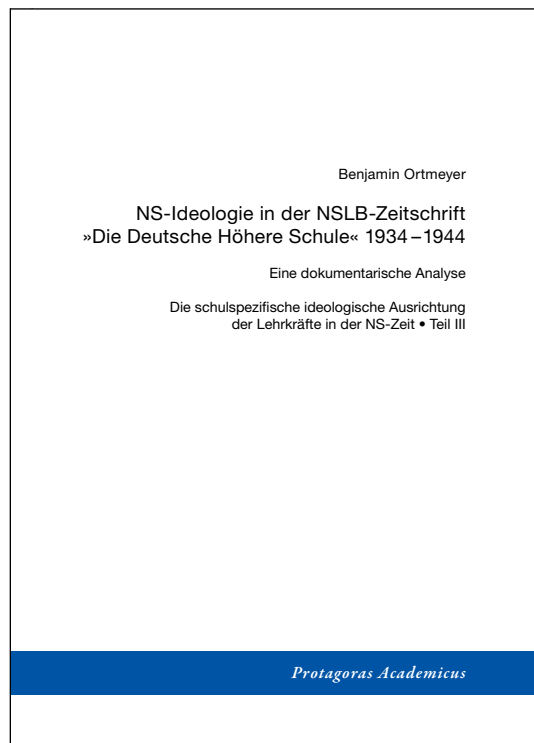 Benjamin Ortmeyer
NS-Ideologie in der NSLB-Zeitschrift
»Die Deutsche Höhere Schule« 1934–1944
Eine dokumentarische Analyse
Die schulspezifische ideologische Ausrichtung
der Lehrkräfte in der NS-Zeit • Teil III
Protagoras Academicus